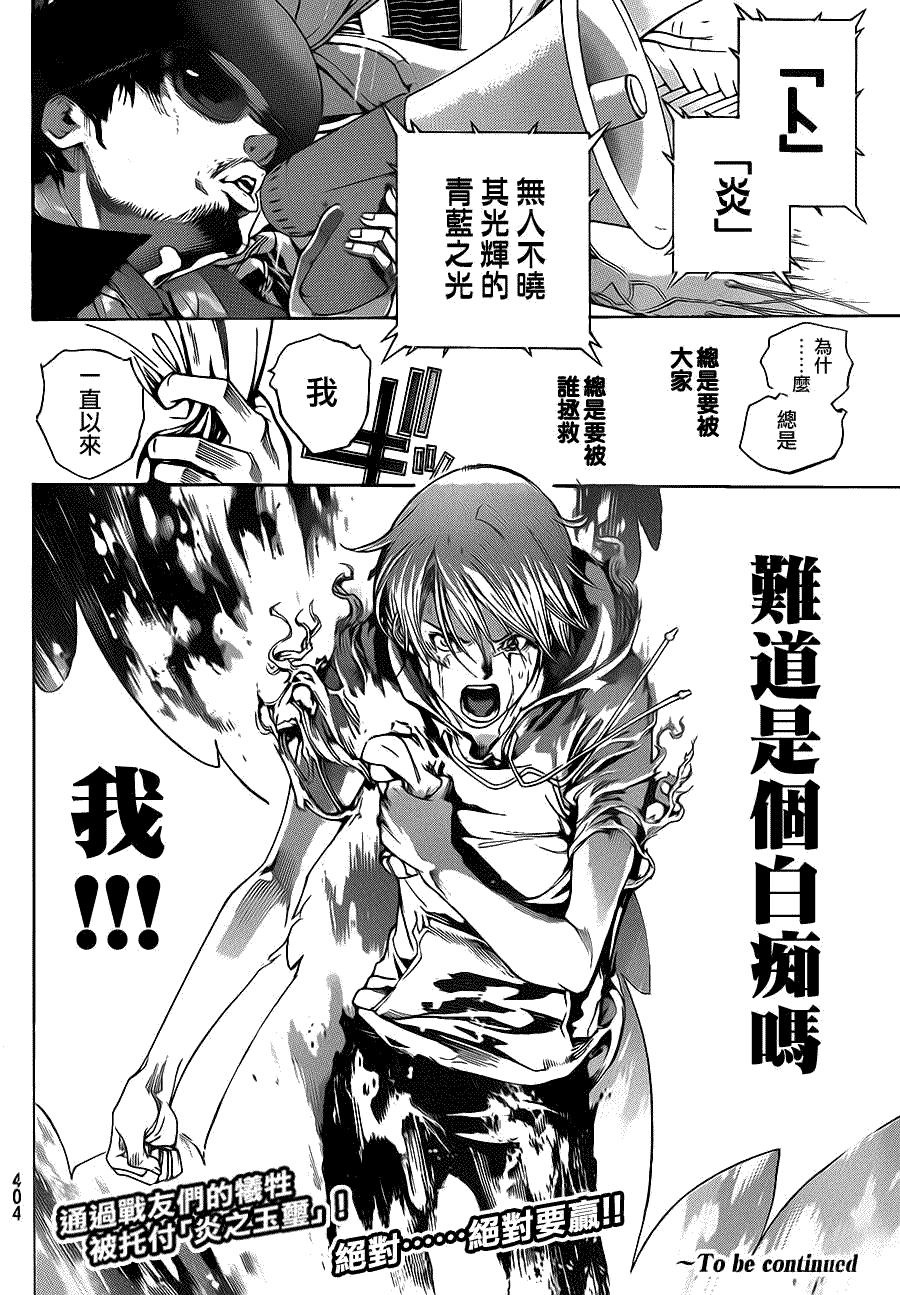 「卜」
「炎」
無人不曉
其光輝的
青藍之光
為什
……麼
總是
總是要被
大家
總是要被
誰拯救
我
一直以來
難道是個白痴嗎
我!!!
通過戰友們的犧牲
被托付「炎之玉璽」!
絕對……絕對要贏!!
~To be continued
404